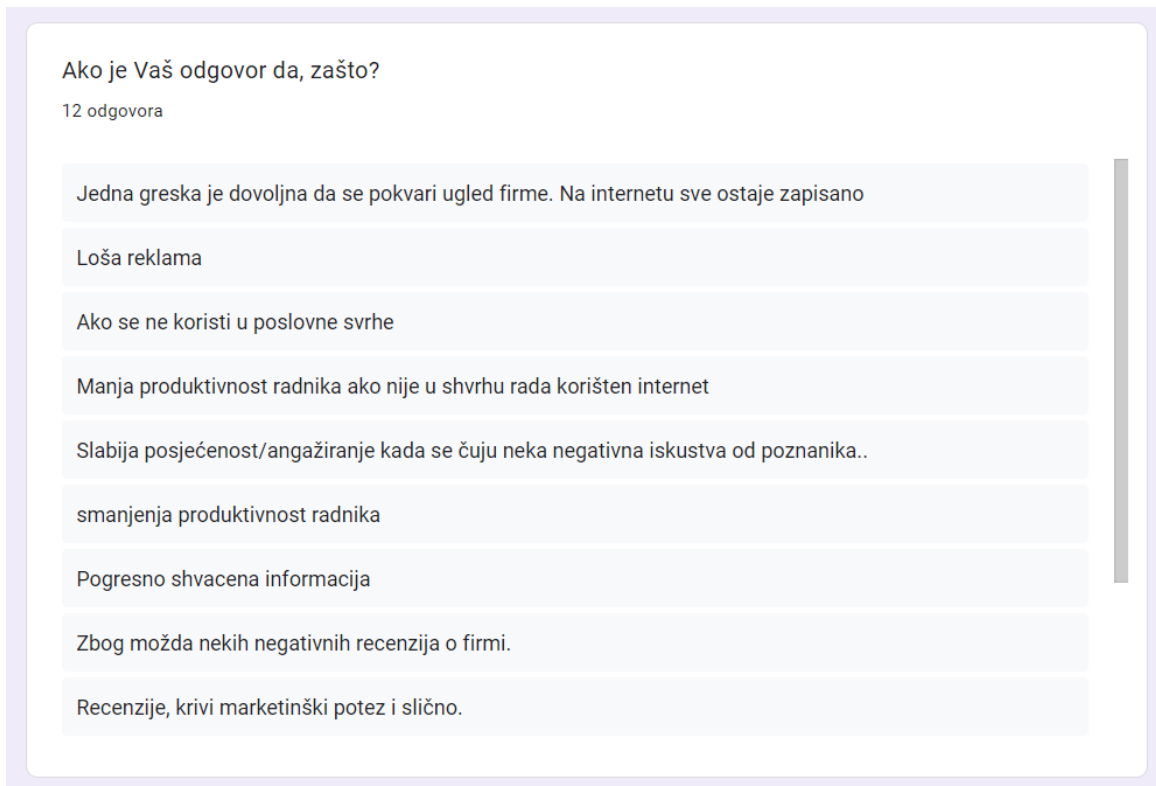 Ako je Vaš odgovor da, zašto?
12 odgovora
Jedna greska je dovoljna da se pokvari ugled firme. Na internetu sve ostaje zapisano
Loša reklama
Ako se ne koristi u poslovne svrhe
Manja produktivnost radnika ako nije u shvrhu rada korišten internet
Slabija posjećenost/angažiranje kada se čuju neka negativna iskustva od poznanika..
smanjenja produktivnost radnika
Pogresno shvacena informacija
Zbog možda nekih negativnih recenzija o firmi.
Recenzije, krivi marketinški potez i slično.